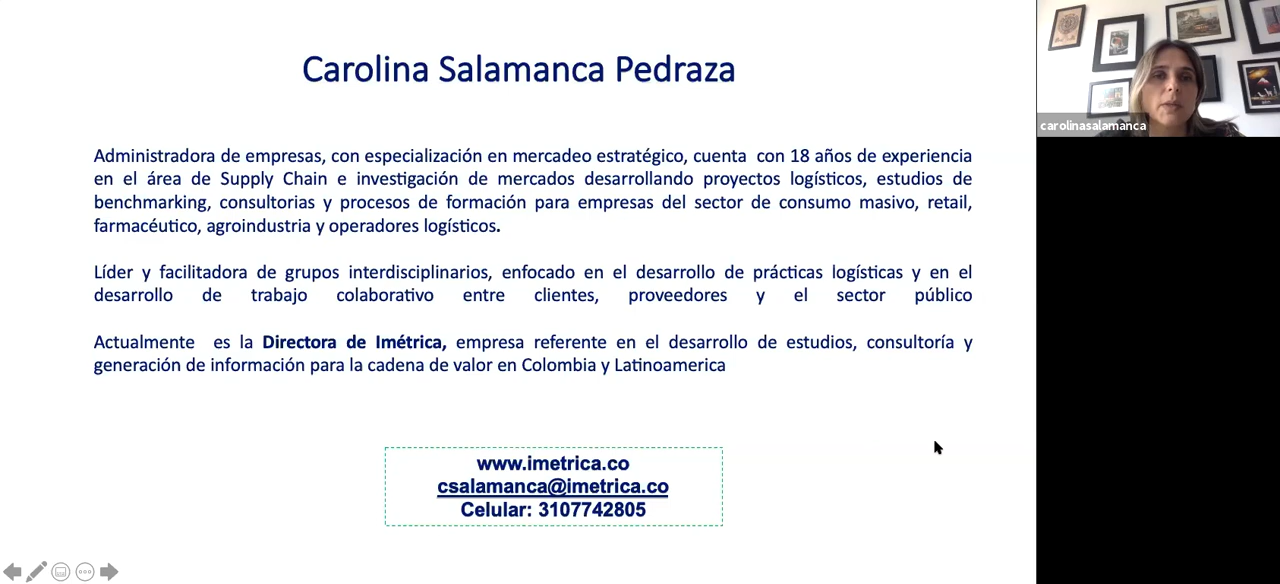 Carolina Salamanca Pedraza
carolinasalamanca
Administradora de empresas, con especialización en mercadeo estratégico, cuenta con 18 años de experiencia
en el área de Supply Chain e investigación de mercados desarrollando proyectos logísticos, estudios de
benchmarking, consultorias y procesos de formación para empresas del sector de consumo masivo, retail,
farmacéutico, agroindustria y operadores logísticos.
Líder y facilitadora de grupos interdisciplinarios, enfocado en el desarrollo de prácticas logísticas y en el
desarrollo de trabajo colaborativo entre clientes, proveedores y el sector público
Actualmente es la Directora de Imétrica, empresa referente en el desarrollo de estudios, consultoría y
generación de información para la cadena de valor en Colombia y Latinoamerica
www.imetrica.co
csalamanca@imetrica.co
Celular: 3107742805